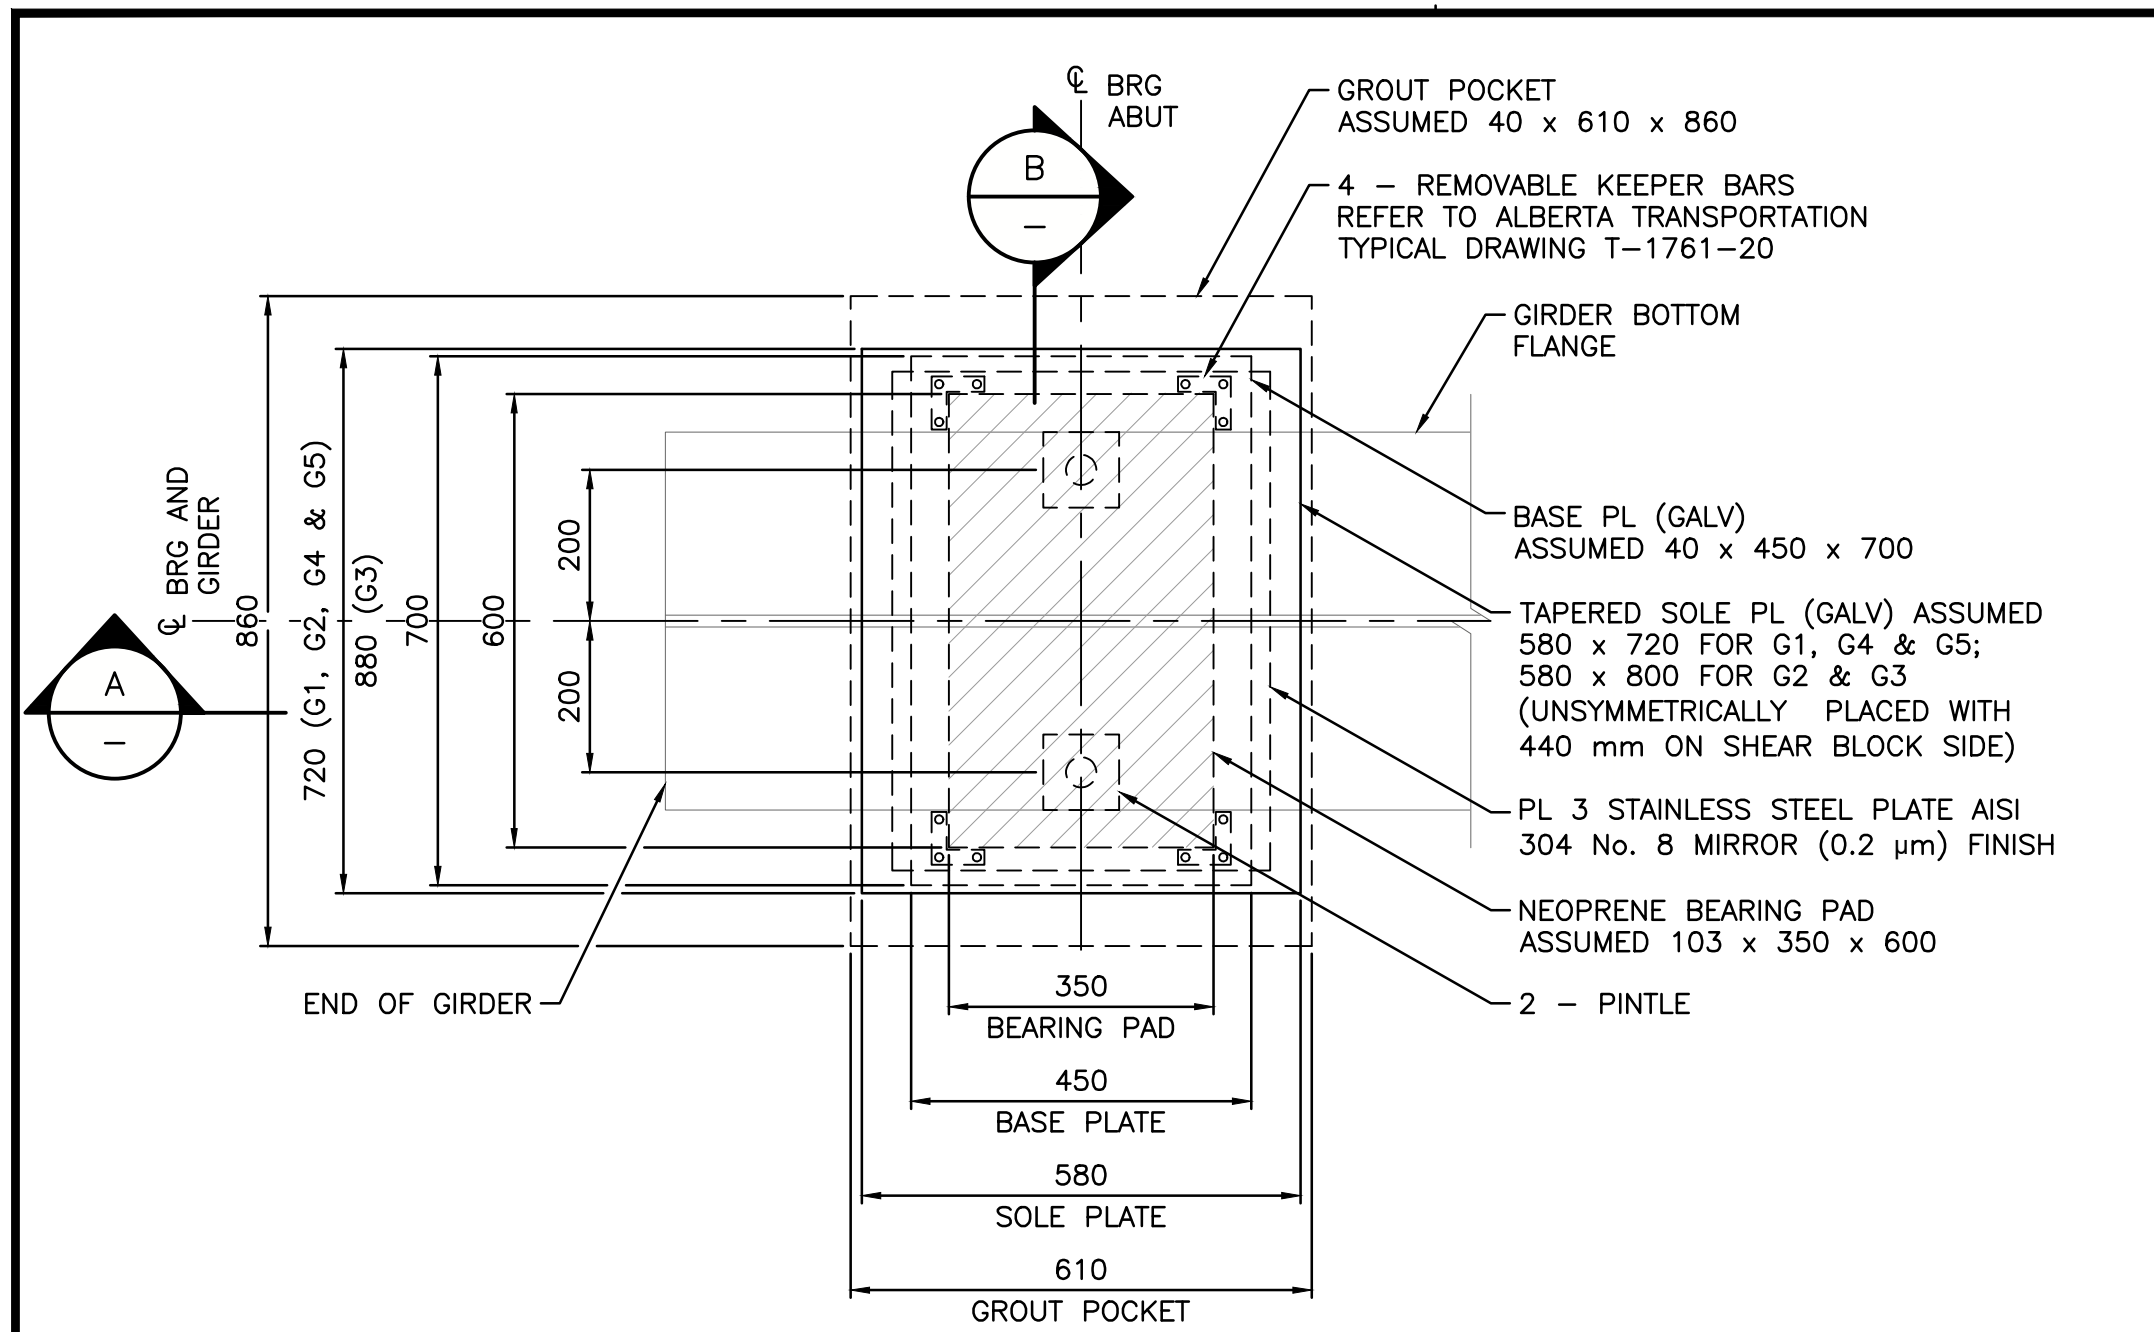 ℄ BRG
ABUT
B
–
GROUT POCKET
ASSUMED 40 x 610 x 860
4 – REMOVABLE KEEPER BARS
REFER TO ALBERTA TRANSPORTATION
TYPICAL DRAWING T–1761–20
GIRDER BOTTOM
FLANGE
BASE PL (GALV)
ASSUMED 40 x 450 x 700
TAPERED SOLE PL (GALV) ASSUMED
580 x 720 FOR G1, G4 & G5;
580 x 800 FOR G2 & G3
(UNSYMMETRICALLY PLACED WITH
440 mm ON SHEAR BLOCK SIDE)
PL 3 STAINLESS STEEL PLATE AISI
304 No. 8 MIRROR (0.2 µm) FINISH
NEOPRENE BEARING PAD
ASSUMED 103 x 350 x 600
2 – PINTLE
℄ BRG AND
GIRDER
A
–
860
720 (G1, G2, G4 & G5)
880 (G3)
700
600
200
200
END OF GIRDER
350
BEARING PAD
450
BASE PLATE
580
SOLE PLATE
610
GROUT POCKET